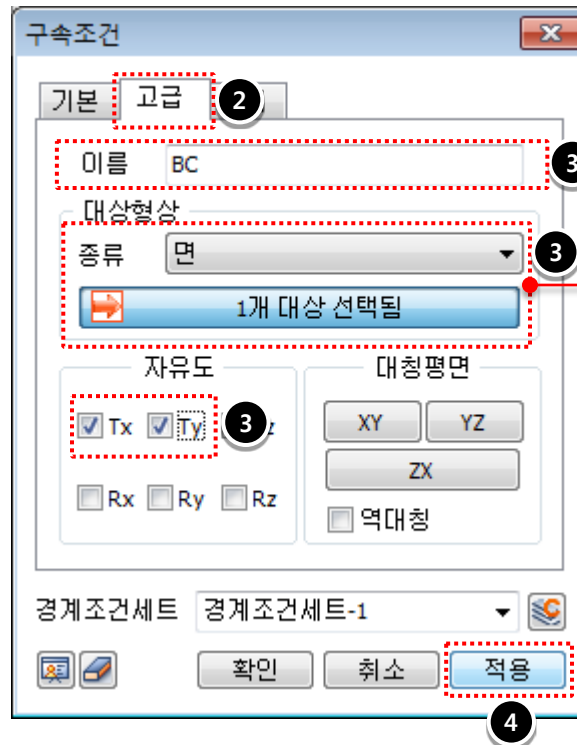 구속조건
기본 고급 2
이름 BC 3
대상형상
종류 면 3
1개 대상 선택됨
자유도 대칭평면
Tx Ty 3 z XY YZ
ZX
Rx Ry Rz 역대칭
경계조건세트 경계조건세트-1
확인 취소 적용
4